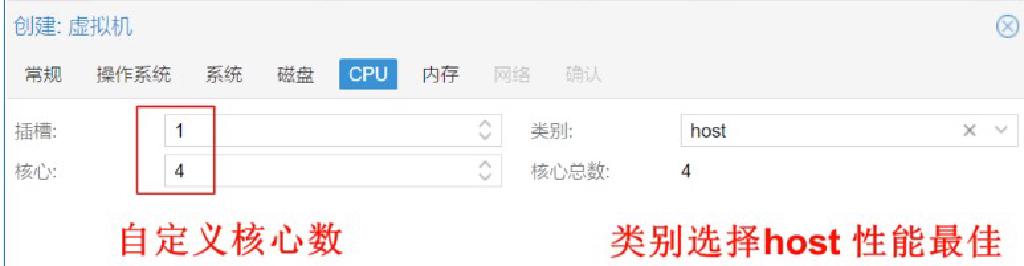 创建: 虚拟机
常规 操作系统 系统 磁盘 CPU 内存 网络 确认
插槽: 1 类别: host
核心: 4 核心总数: 4
自定义核心数 类别选择host 性能最佳